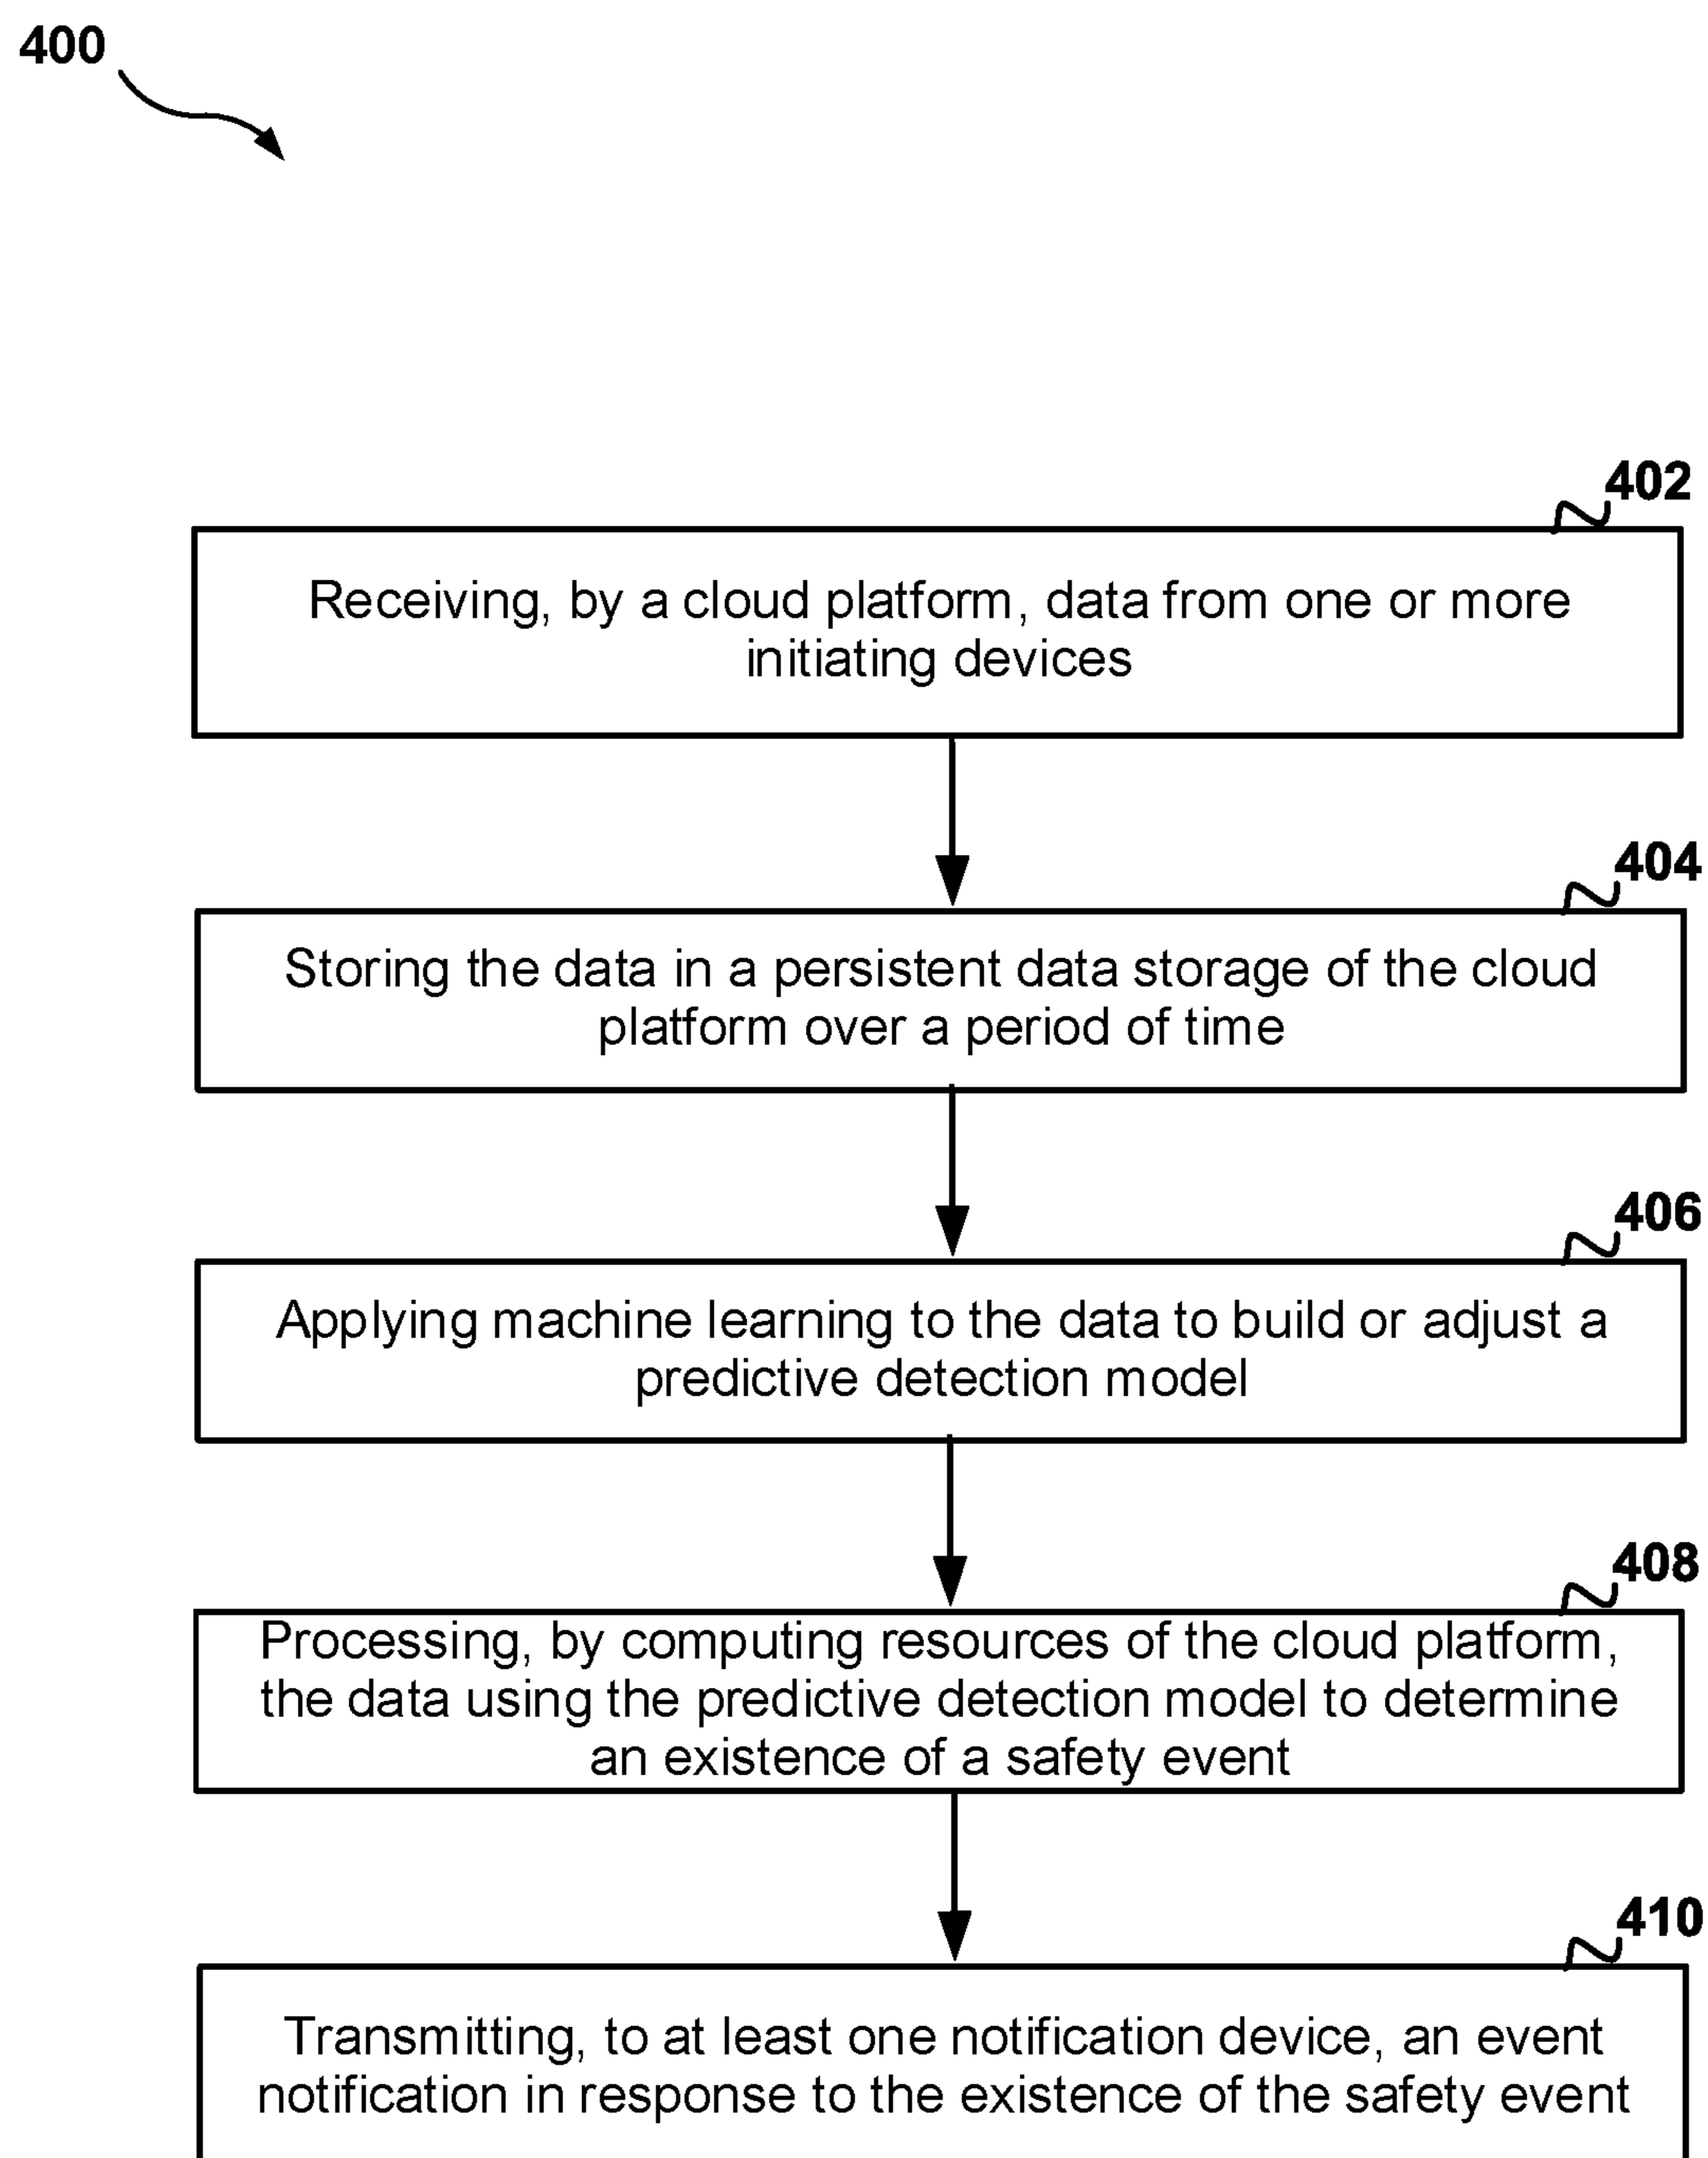 400
402
Receiving, by a cloud platform, data from one or more
initiating devices
404
Storing the data in a persistent data storage of the cloud
platform over a period of time
406
Applying machine learning to the data to build or adjust a
predictive detection model
408
Processing, by computing resources of the cloud platform,
the data using the predictive detection model to determine
an existence of a safety event
410
Transmitting, to at least one notification device, an event
notification in response to the existence of the safety event